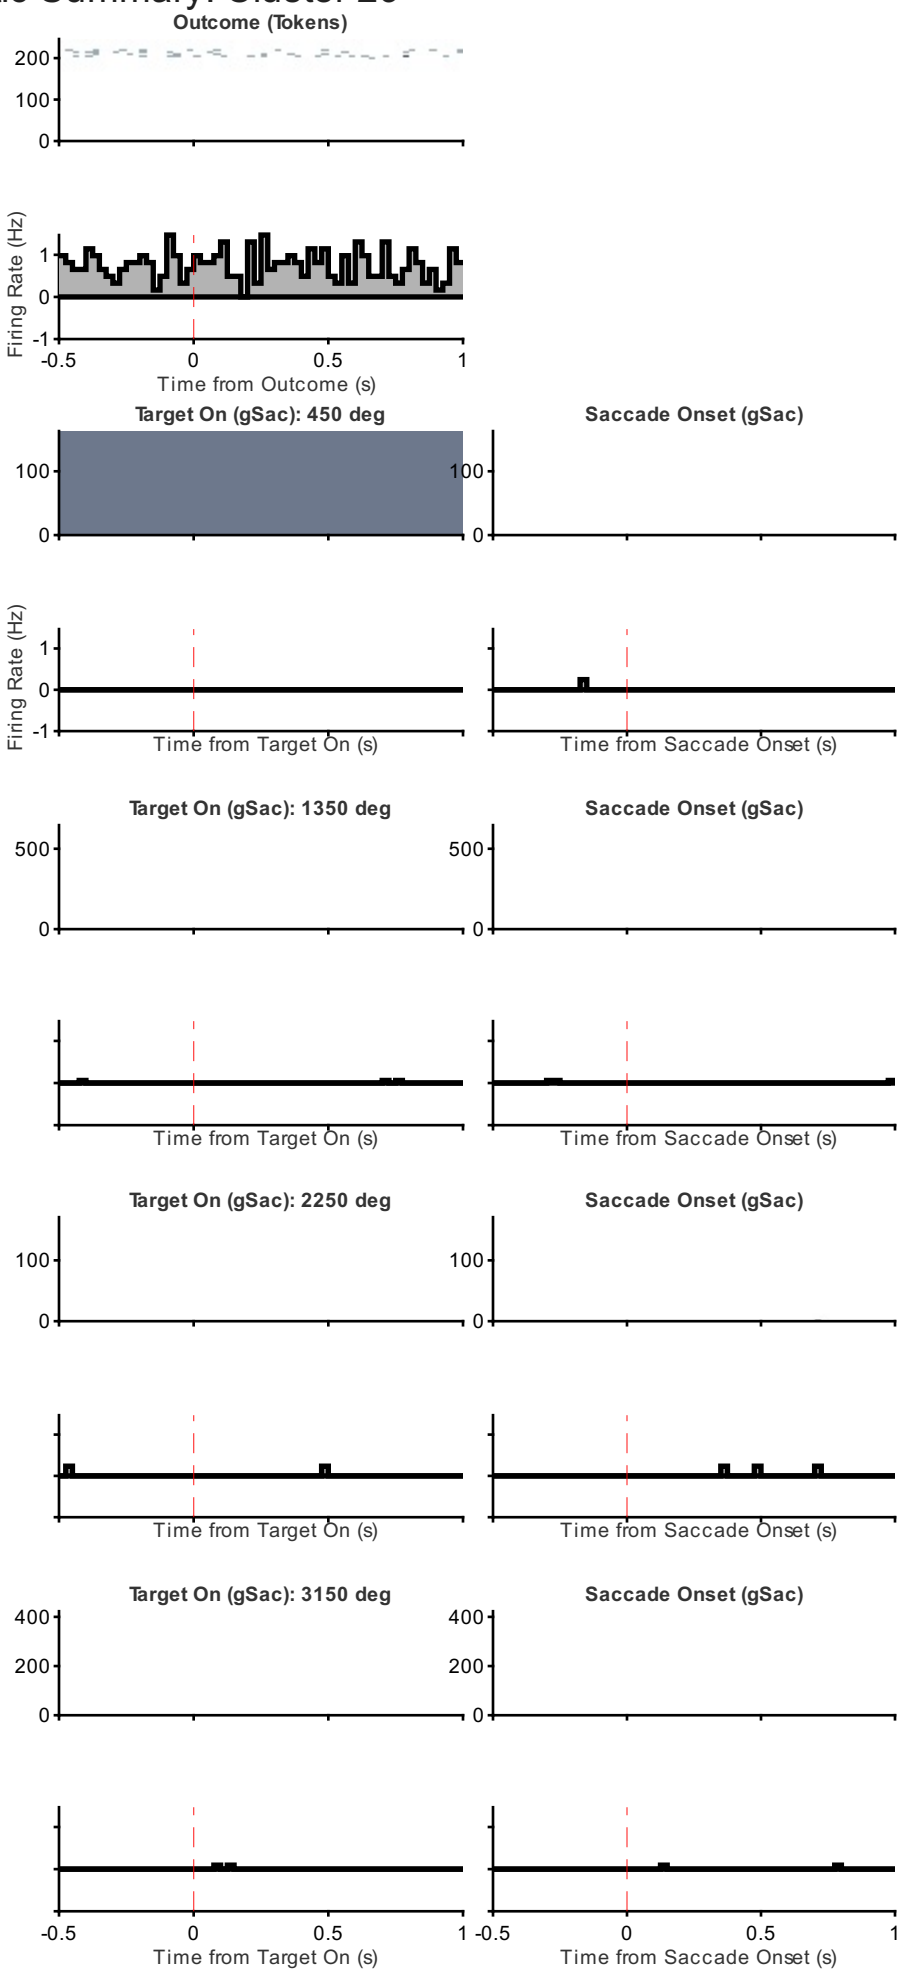 Summary: Cluster
Outcome (Tokens)
200
100
0
Firing Rate (Hz)
1
0
-1
-0.5 0 0.5 1
Time from Outcome (s)
Target On (gSac): 450 deg Saccade Onset (gSac)
100 100
0 0
Firing Rate (Hz)
1
0
-1
Time from Target On (s) Time from Saccade Onset (s)
Target On (gSac): 1350 deg Saccade Onset (gSac)
500 500
0 0
Time from Target On (s) Time from Saccade Onset (s)
Target On (gSac): 2250 deg Saccade Onset (gSac)
100 100
0 0
Time from Target On (s) Time from Saccade Onset (s)
Target On (gSac): 3150 deg Saccade Onset (gSac)
400 400
200 200
0 0
-0.5 0 0.5 1 -0.5 0 0.5 1
Time from Target On (s) Time from Saccade Onset (s)